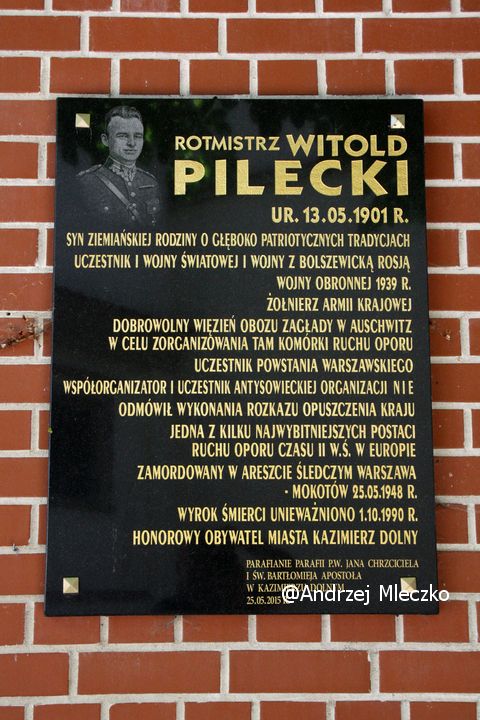 ROTMISTRZ WITOLD
PILECKI
UR. 13.05.1901 R.
SYN ZIEMIAŃSKIEJ RODZINY O GŁĘBOKO PATRIOTYCZNYCH TRADYCJACH
UCZESTNIK I WOJNY ŚWIATOWEJ I WOJNY Z BOLSZEWICKĄ ROSJĄ
WOJNY OBRONNEJ 1939 R.
ŻOŁNIERZ ARMII KRAJOWEJ
DOBROWOLNY WIĘZIEŃ OBOZU ZAGŁADY W AUSCHWITZ
W CELU ZORGANIZOWANIA TAM KOMÓRKI RUCHU OPORU
UCZESTNIK POWSTANIA WARSZAWSKIEGO
WSPÓŁORGANIZATOR I UCZESTNIK ANTYSOWIECKIEJ ORGANIZACJI N I E
ODMÓWIŁ WYKONANIA ROZKAZU OPUSZCZENIA KRAJU
JEDNA Z KILKU NAJWYBITNIEJSZYCH POSTACI
RUCHU OPORU CZASU II W.Ś. W EUROPIE
ZAMORDOWANY W ARESZCIE ŚLEDCZYM WARSZAWA
- MOKOTÓW 25.05.1948 R.
WYROK ŚMIERCI UNIEWAŻNIONO 1.10.1990 R.
HONOROWY OBYWATEL MIASTA KAZIMIERZ DOLNY
PARAFIANIE PARAFII P.W. JANA CHRZCICIELA
I ŚW. BARTŁOMIEJA APOSTOŁA
W KAZIMIERZU DOLNYM
25.05.2015
@Andrzej Mleczko